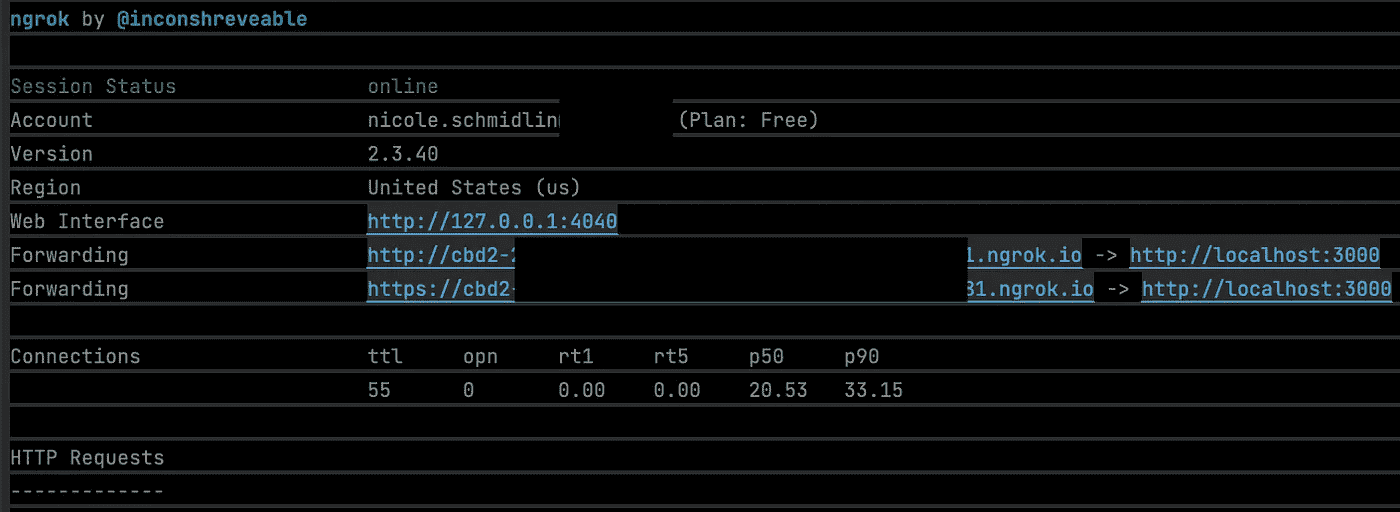 ngrok by @inconshreveable
Session Status online
Account nicole.schmidlin (Plan: Free)
Version 2.3.40
Region United States (us)
Web Interface http://127.0.0.1:4040
Forwarding http://cbd2- 1.ngrok.io -> http://localhost:3000
Forwarding https://cbd2- 31.ngrok.io -> http://localhost:3000
Connections ttl opn rt1 rt5 p50 p90
55 0 0.00 0.00 20.53 33.15
HTTP Requests
-------------